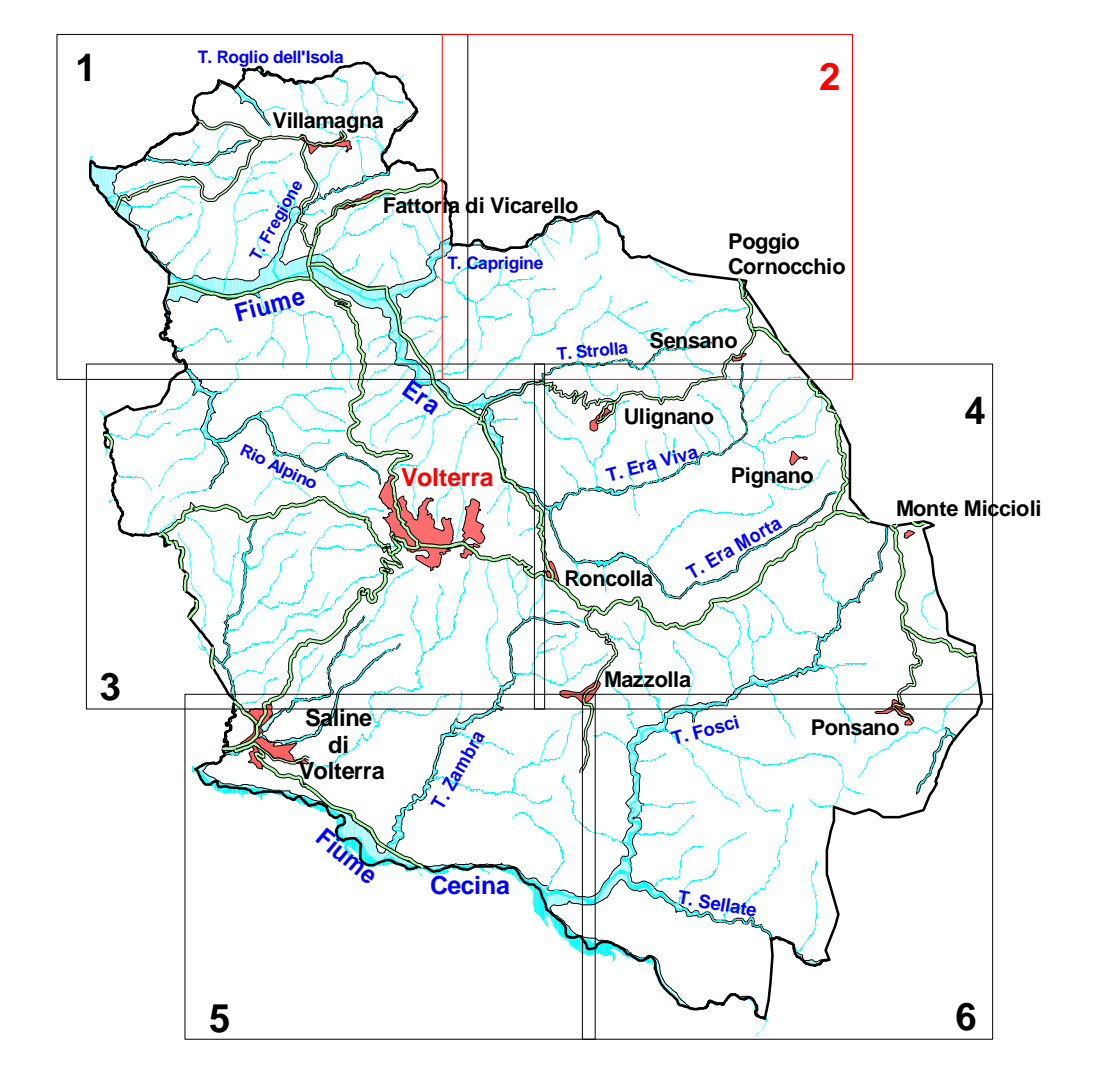 1
T. Roglio dell'Isola
2
Villamagna
T. Fregione
Fattoria di Vicarello
T. Caprigine
Poggio
Cornocchio
Fiume
Era
T. Strolla
Sensano
4
Ulignano
Rio Alpino
Volterra
T. Era Viva
Pignano
Monte Miccioli
T. Era Morta
Roncolla
3
Mazzolla
Saline
di
Volterra
T. Zambra
T. Fosci
Ponsano
Fiume
Cecina
T. Sellate
5
6